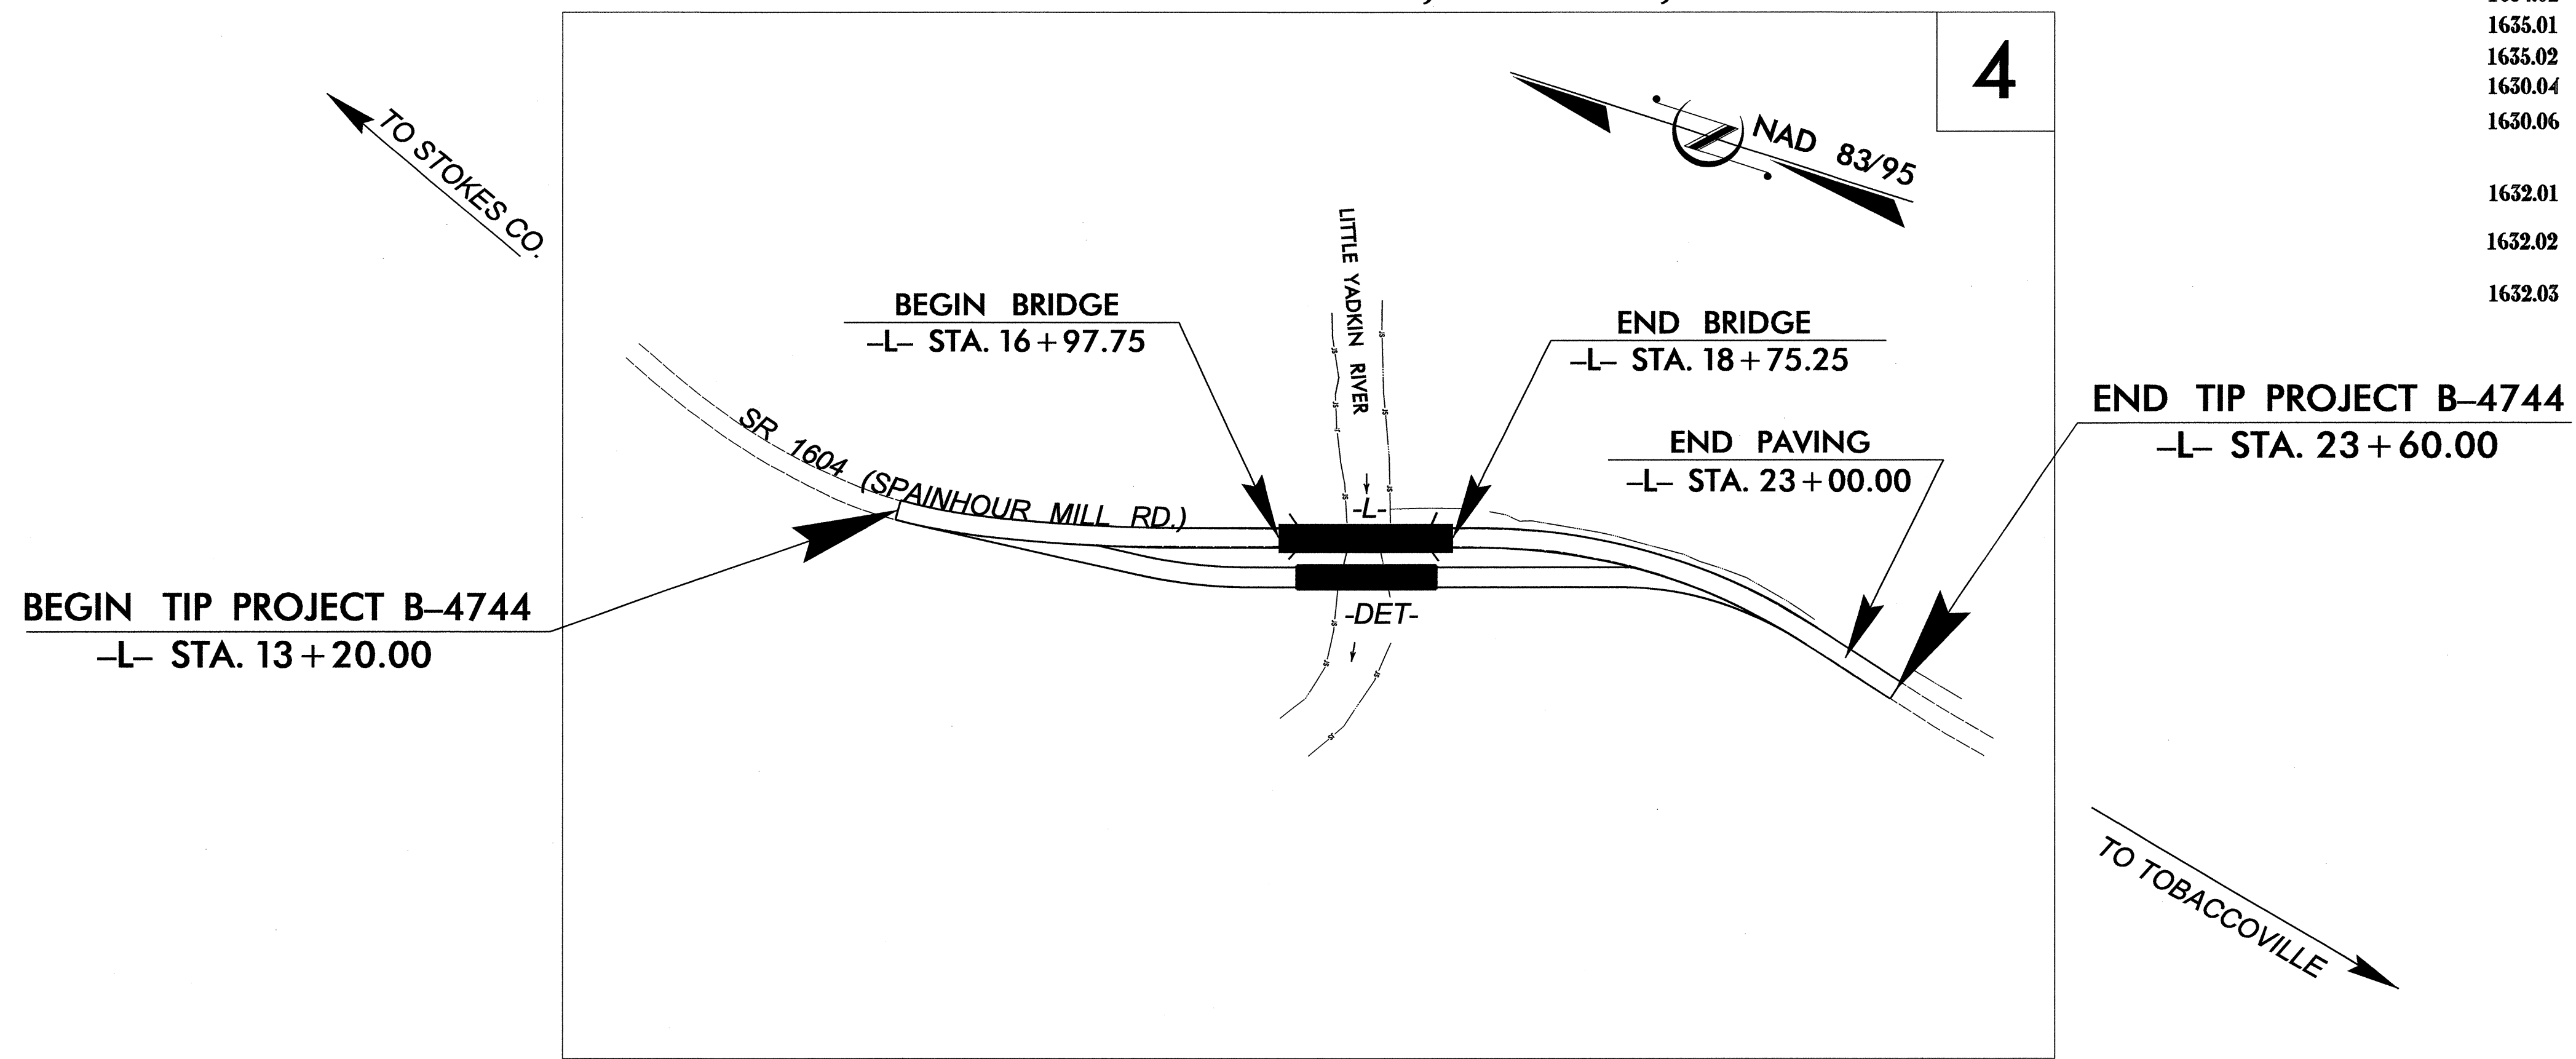 1635.01
1635.02
1630.04
1630.06
1632.01
1632.02
1632.03
4
NAD 83/95
TO STOKES CO.
LITTLE YADKIN RIVER
BEGIN BRIDGE
–L– STA. 16+97.75
END BRIDGE
–L– STA. 18+75.25
END TIP PROJECT B–4744
–L– STA. 23+60.00
END PAVING
–L– STA. 23+00.00
SR 1604 (SPAINHOUR MILL RD.)
-L-
BEGIN TIP PROJECT B–4744
–L– STA. 13+20.00
-DET-
TO TOBACCOVILLE